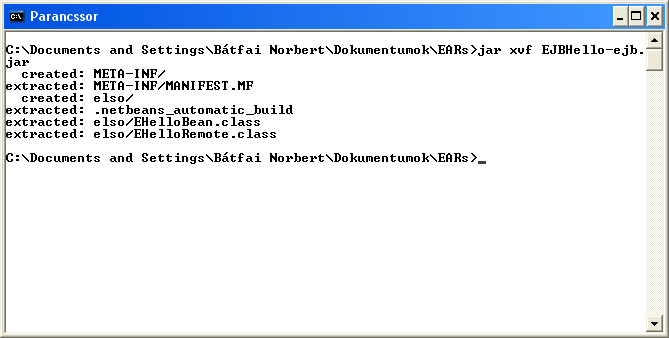 Parancssor
C:\Documents and Settings\Bátfai Norbert\Dokumentumok\EARs>jar xvf EJBHello-ejb.
jar
  created: META-INF/
extracted: META-INF/MANIFEST.MF
  created: elso/
extracted: .netbeans_automatic_build
extracted: elso/EHelloBean.class
extracted: elso/EHelloRemote.class
C:\Documents and Settings\Bátfai Norbert\Dokumentumok\EARs>_